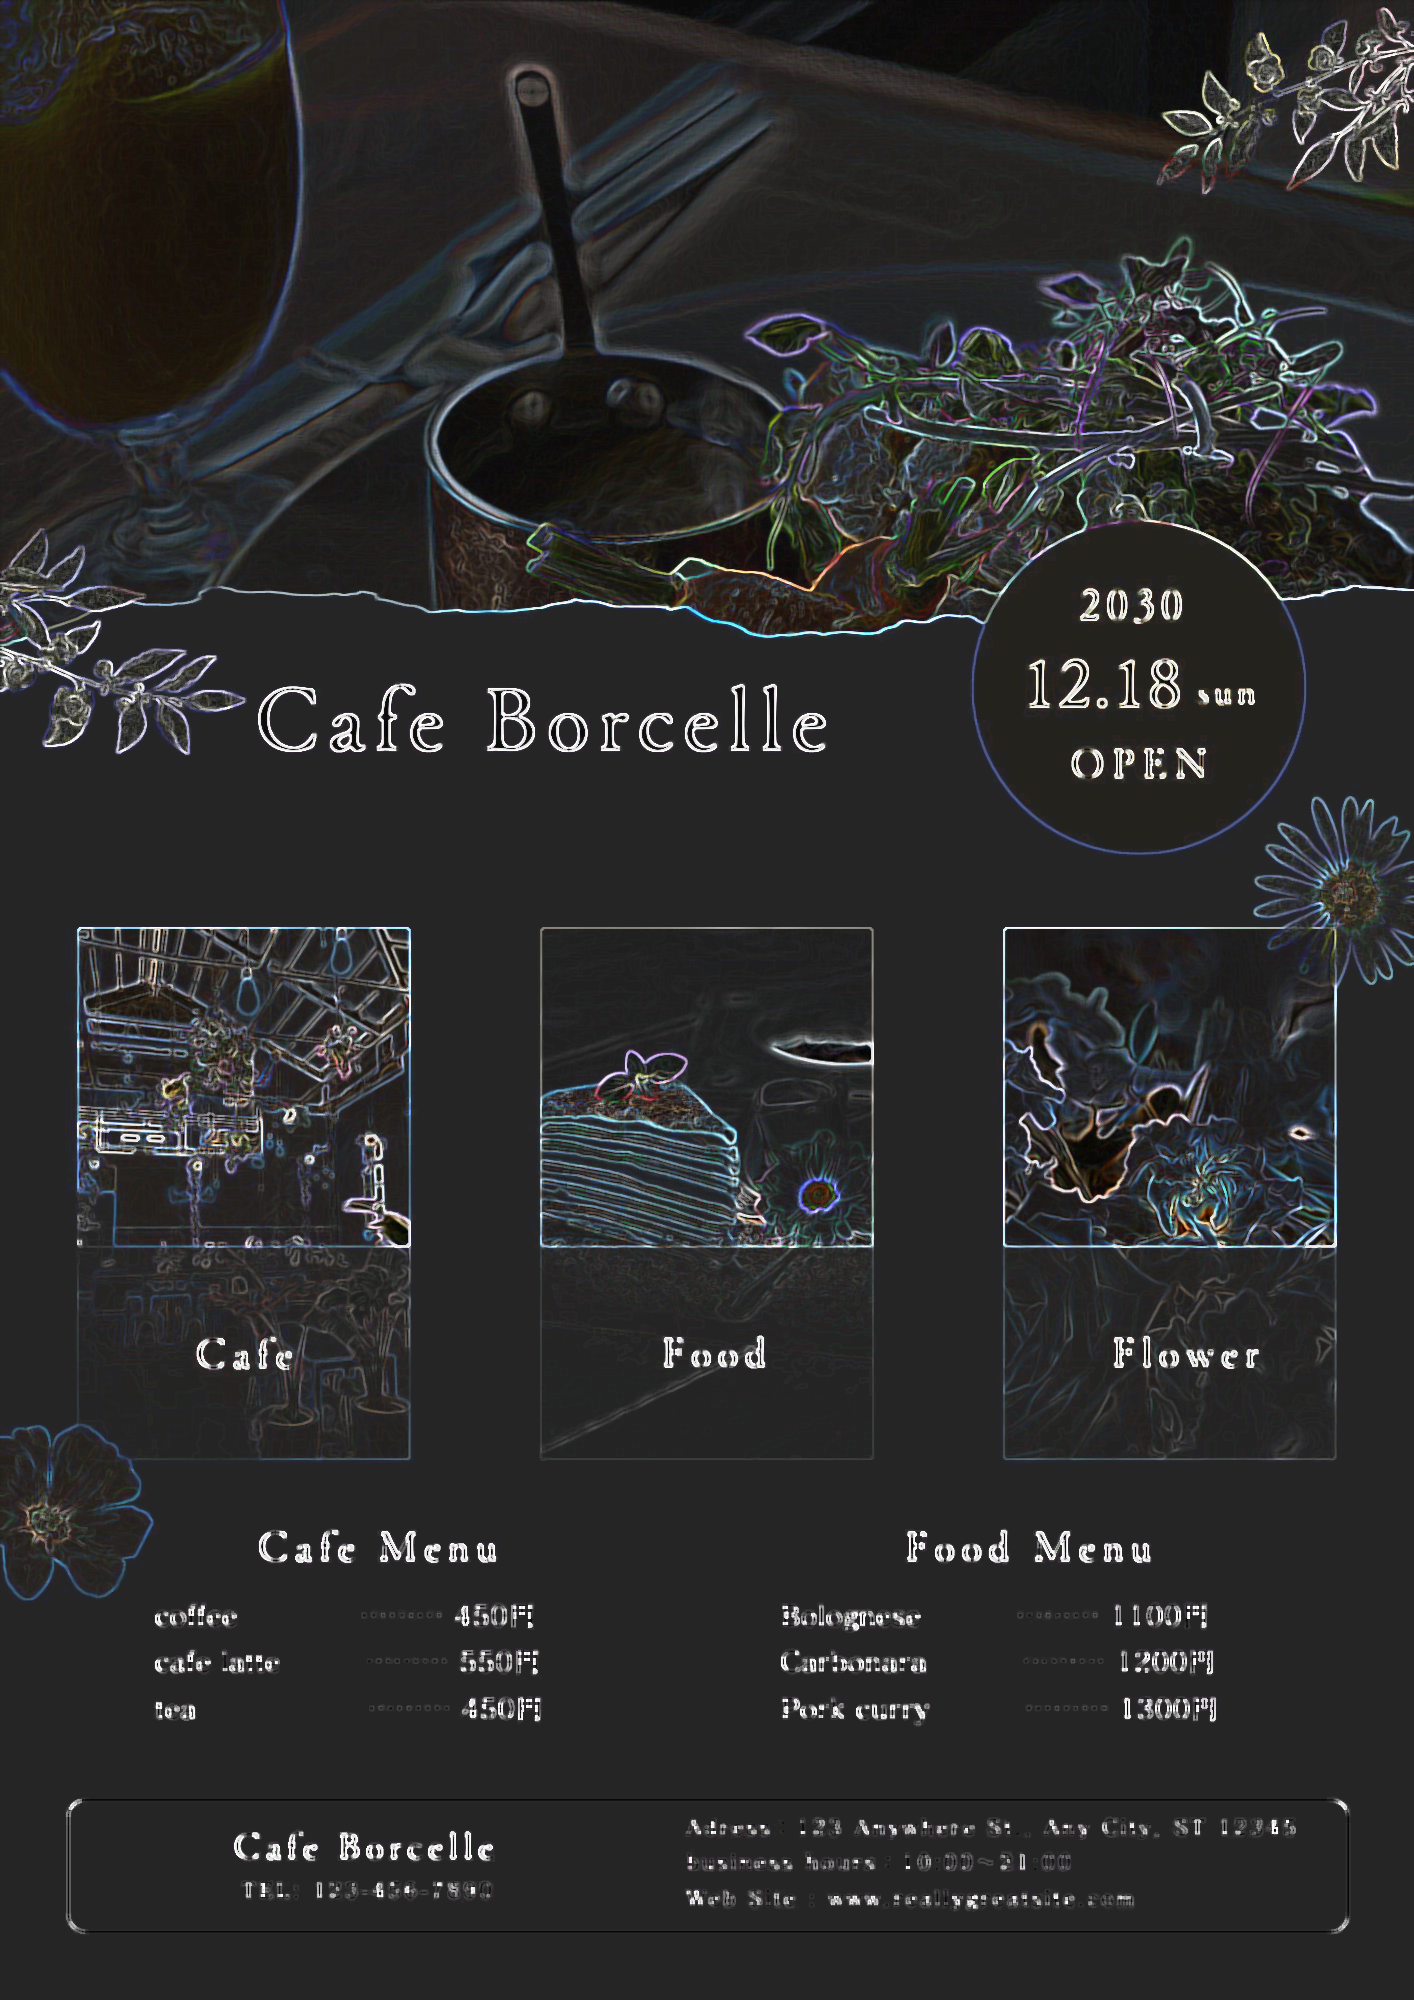 2030
12.18 sun
OPEN
Cafe Borcelle
Cafe
Food
Flower
Cafe Menu
coffee ········· 450円
cafe latte ········· 550円
tea ········· 450円
Food Menu
Bolognese ········· 1100円
Carbonara ········· 1200円
Pork curry ········· 1300円
Cafe Borcelle
TEL: 123-456-7890
Adress : 123 Anywhere St., Any City, ST 12345
business hours : 10:00~21:00
Web Site : www.reallygreatsite.com